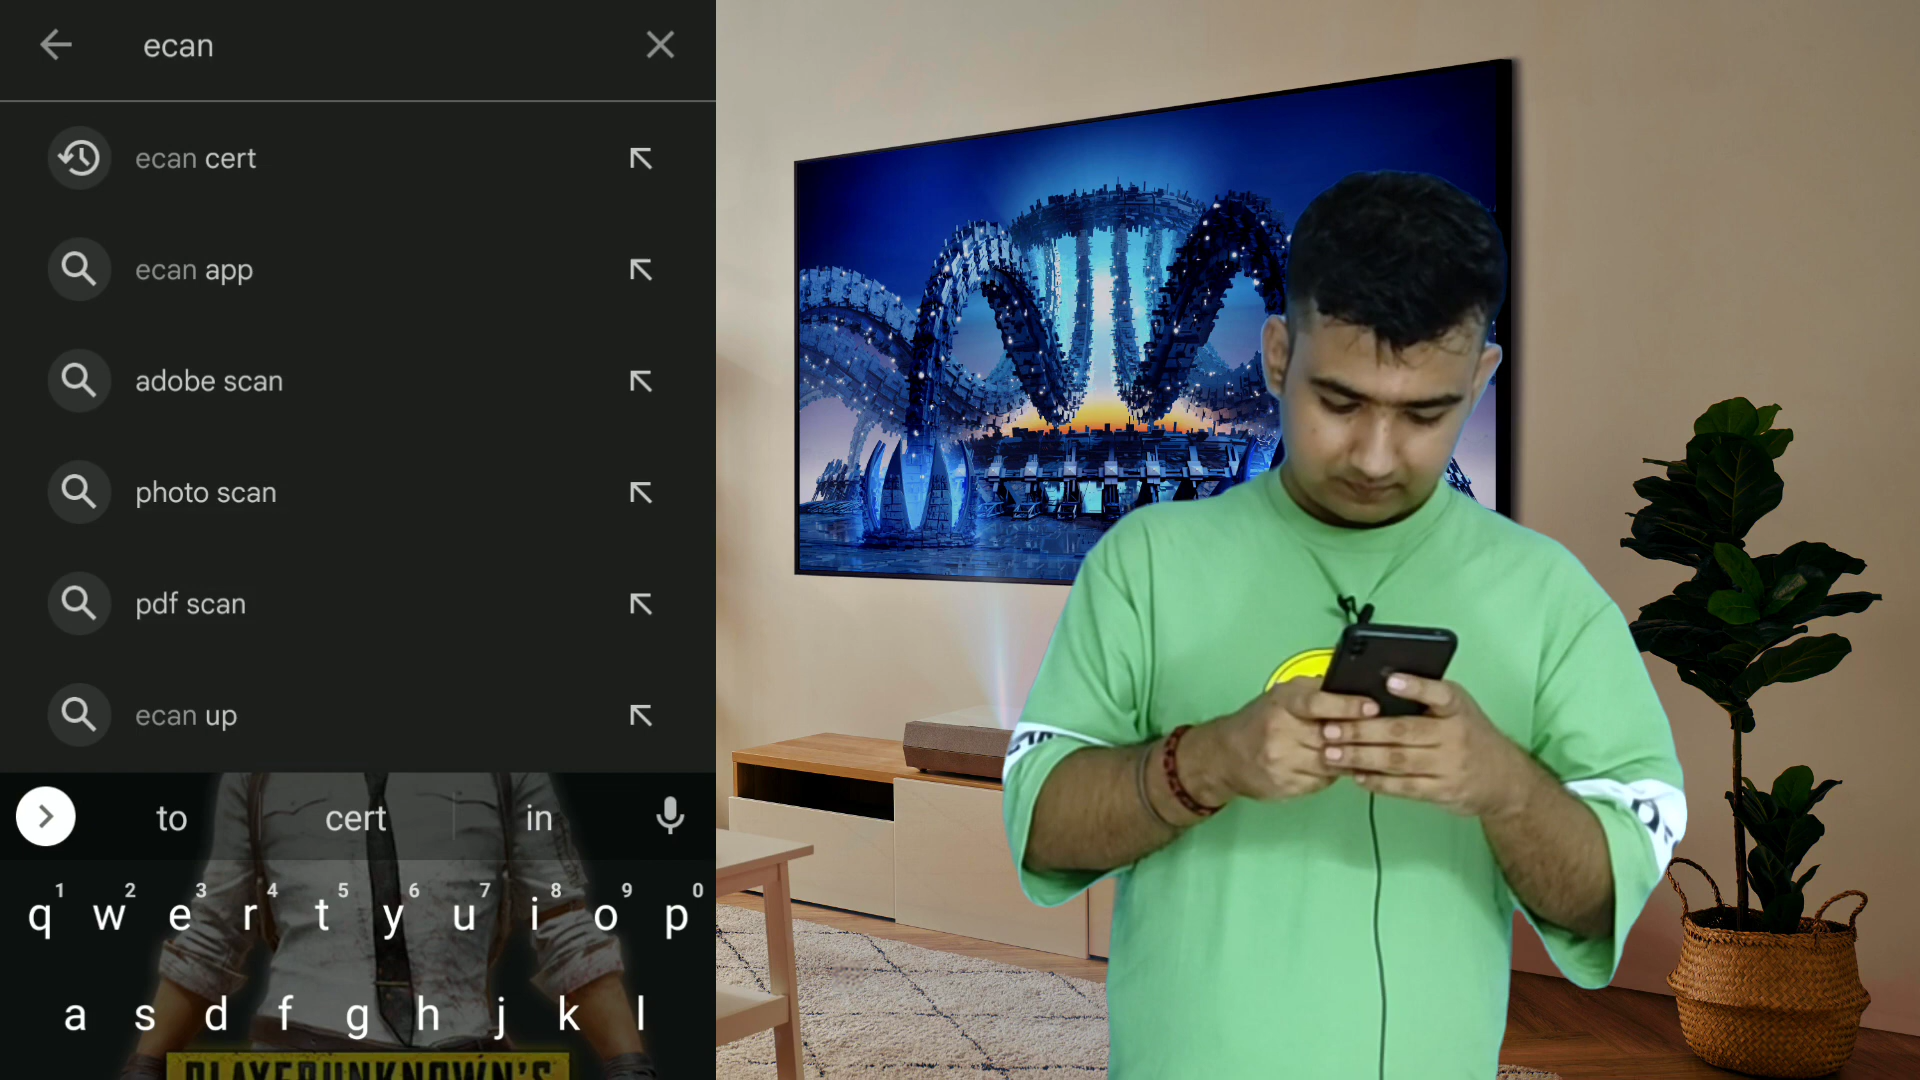 ecan
ecan cert
ecan app
adobe scan
photo scan
pdf scan
ecan up
to cert in
1 2 3 4 5 6 7 8 9 0
q w e r t y u i o p
a s d f g h j k l
PLAYERUNKNOWN'S